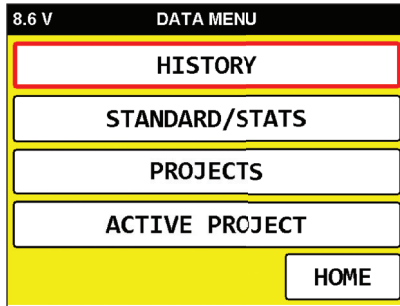 8.6 V DATA MENU
HISTORY
STANDARD/STATS
PROJECTS
ACTIVE PROJECT
HOME